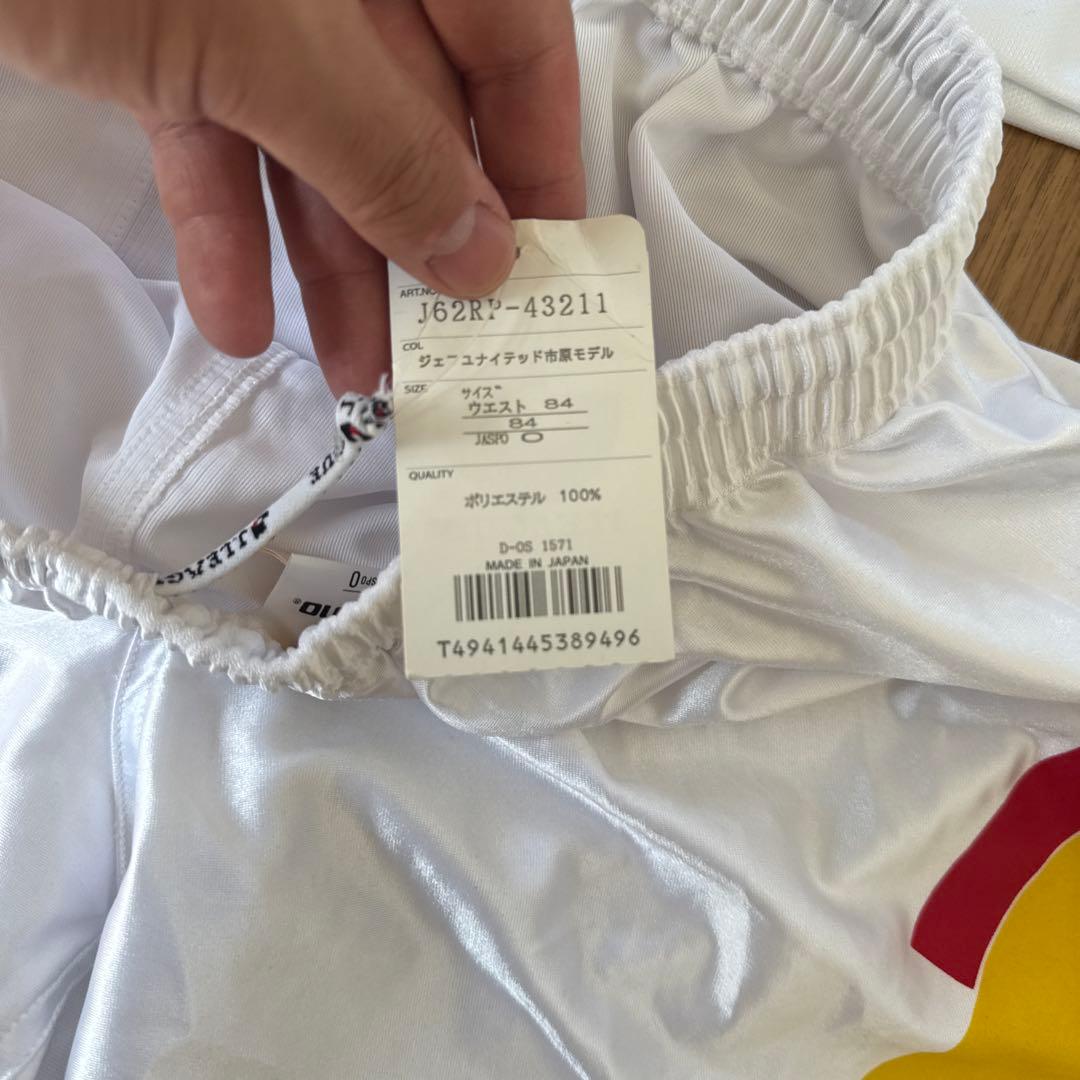 ART.NO
J62RP-43211
COL
ジェフユナイテッド市原モデル
SIZE
サイズ
ウエスト 84
84
JASPO O
QUALITY
ポリエステル 100%
D-OS 1571
MADE IN JAPAN
T4941445389496
J.LEAGUE